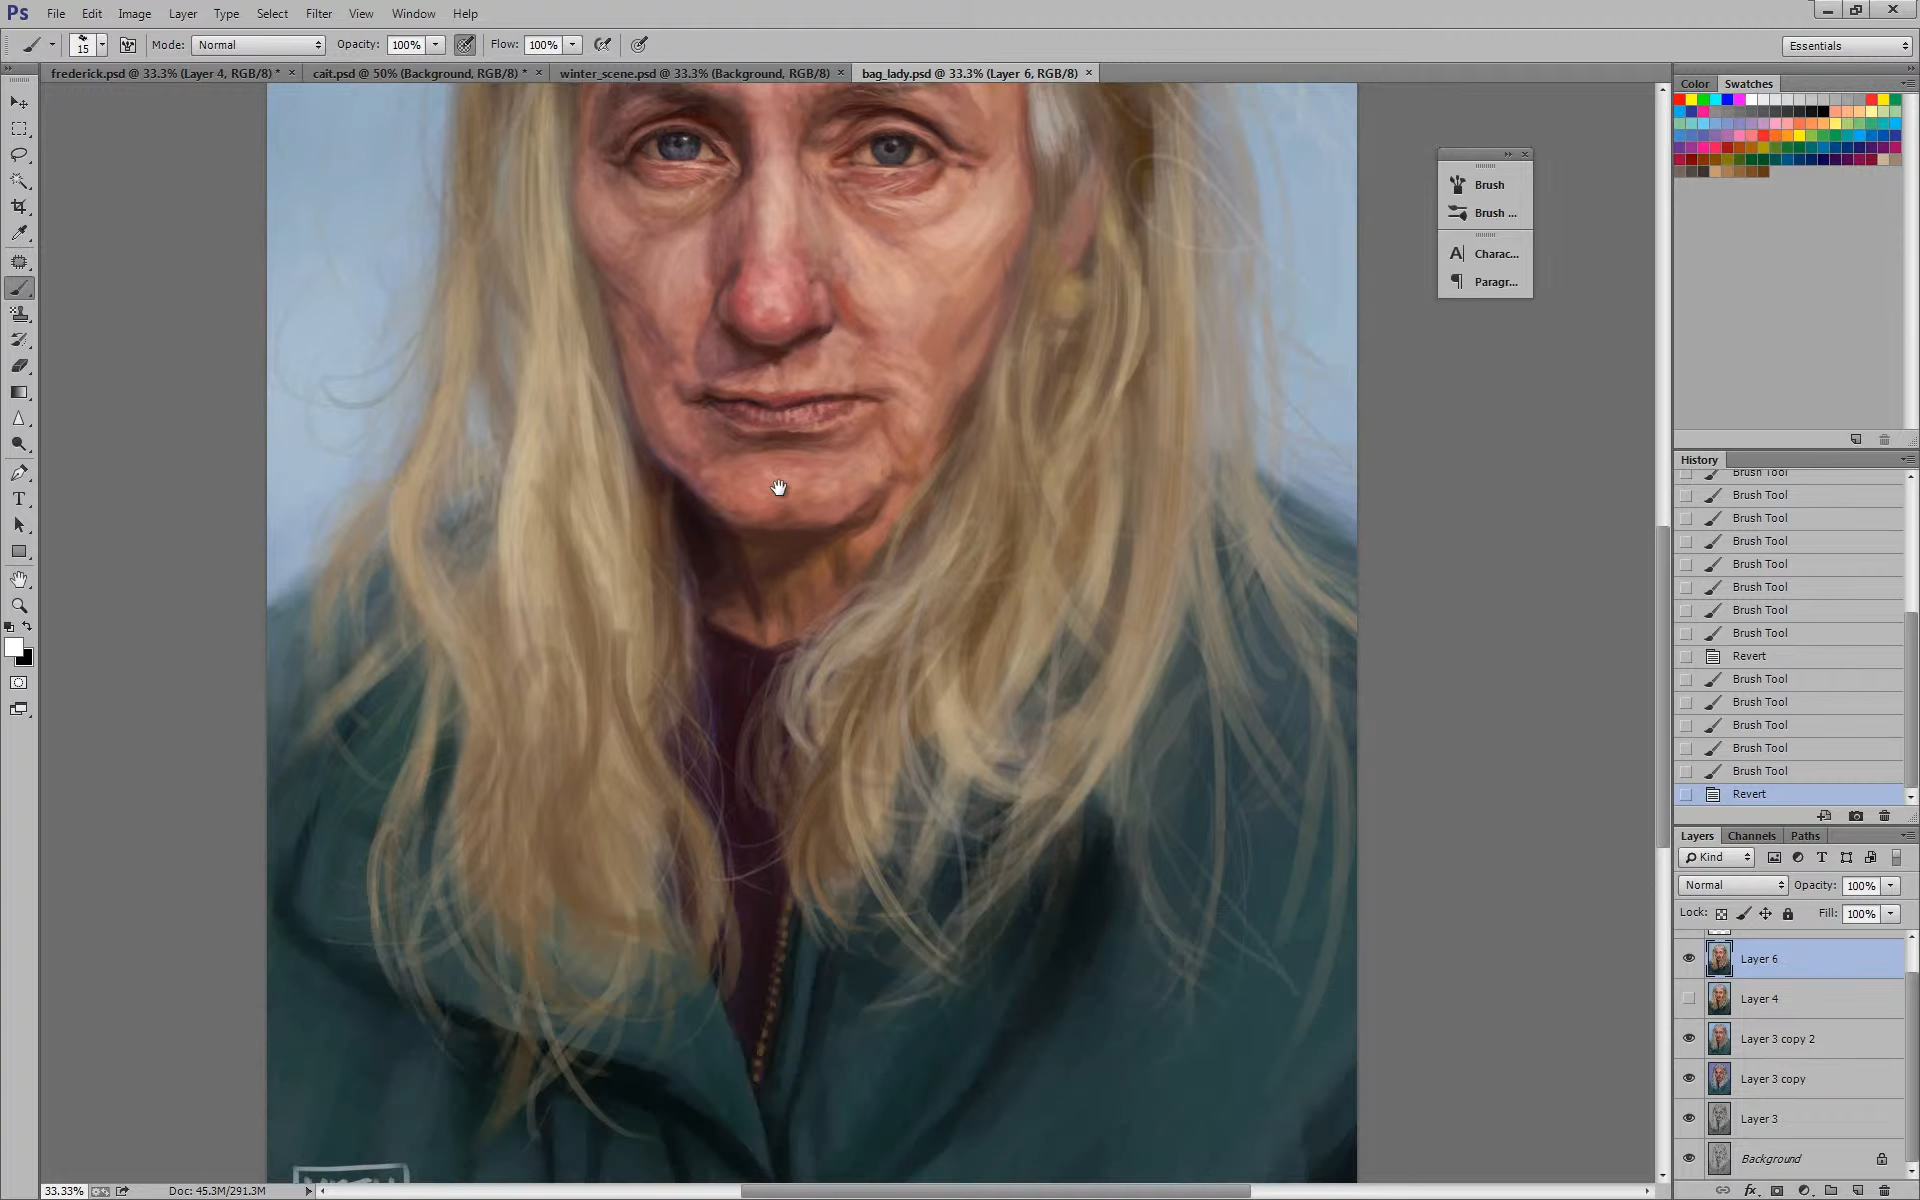 Ps File Edit Image Layer Type Select Filter 3D View Window Help
15 Mode: Normal Opacity: 100% Flow: 100% Essentials
frederick.psd @ 33.3% (Layer 4, RGB/8) * × cait.psd @ 50% (Background, RGB/8) * × winter_scene.psd @ 33.3% (Background, RGB/8) × bag_lady.psd @ 33.3% (Layer 6, RGB/8) ×
Color Swatches
Brush
Brush ...
A| Charac...
¶ Paragr...
History
Brush Tool
Brush Tool
Brush Tool
Brush Tool
Brush Tool
Brush Tool
Brush Tool
Brush Tool
Revert
Brush Tool
Brush Tool
Brush Tool
Brush Tool
Brush Tool
Revert
Layers Channels Paths
Kind
Normal Opacity: 100%
Lock: Fill: 100%
Layer 6
Layer 4
Layer 3 copy 2
Layer 3 copy
Layer 3
Background
33.33% Doc: 45.3M/291.3M